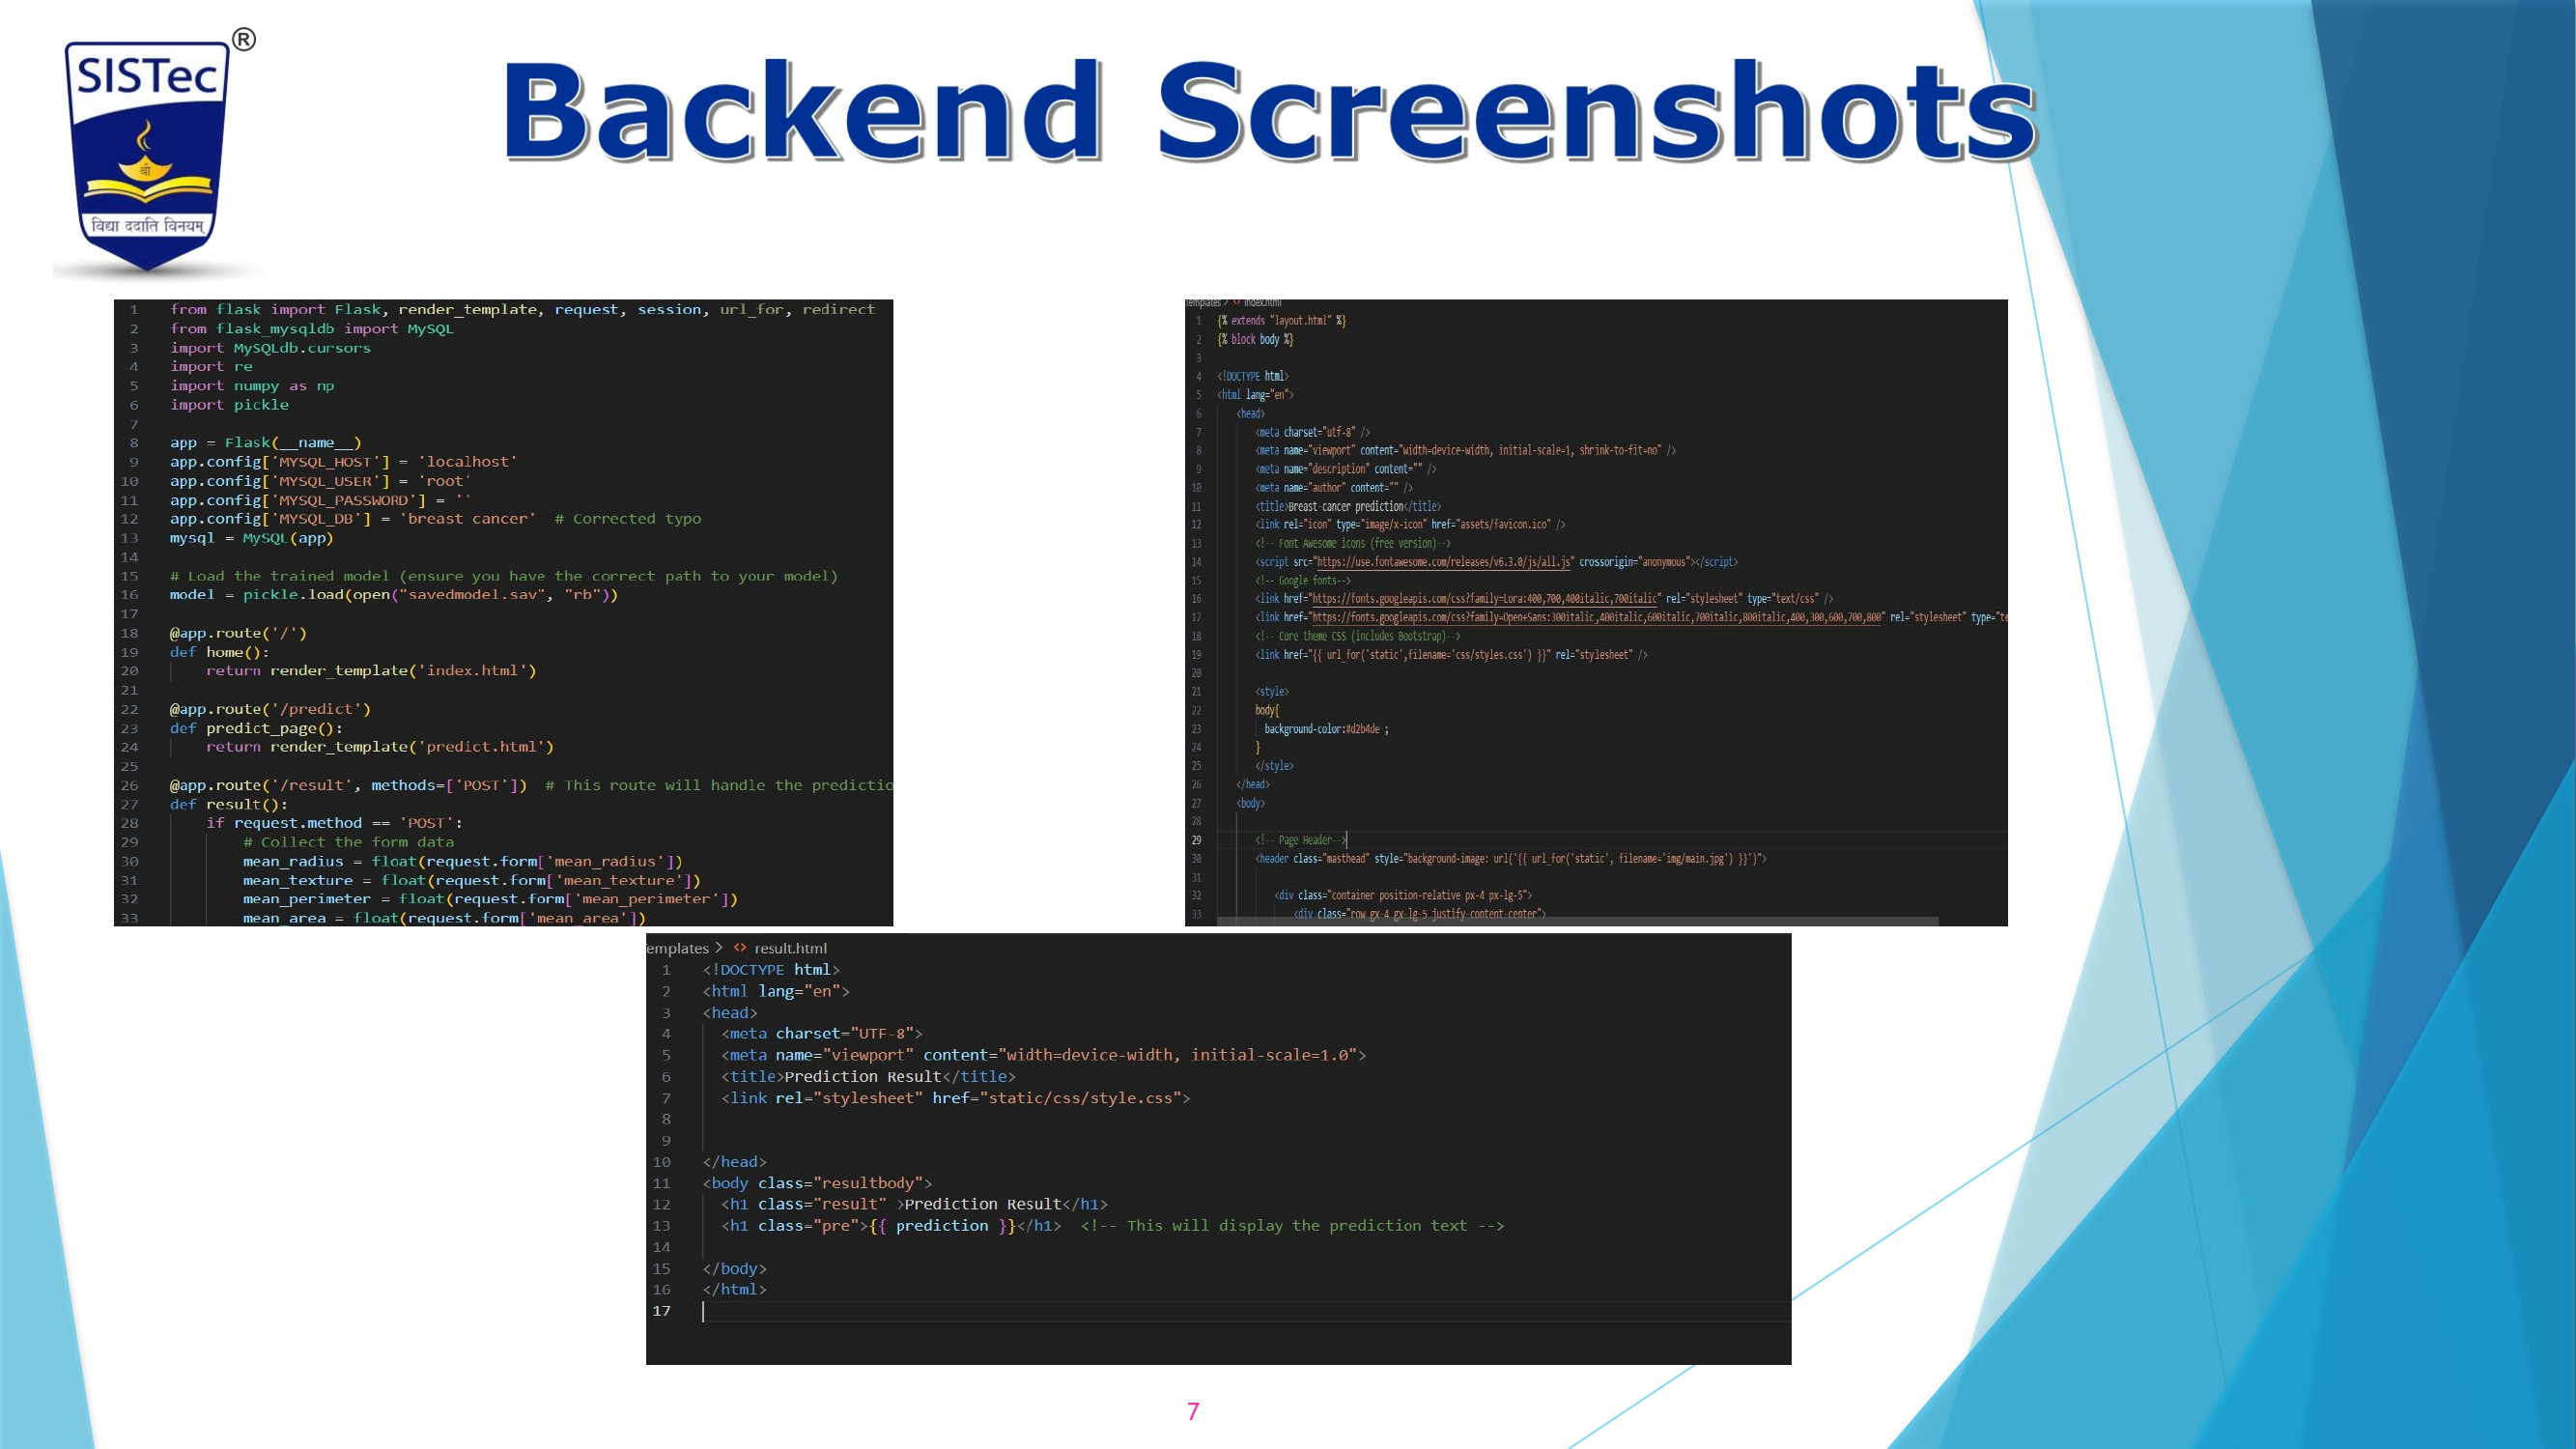 ®
SISTec
श्री
विद्या ददाति विनयम्
Backend Screenshots
1 from flask import Flask, render_template, request, session, url_for, redirect
2 from flask_mysqldb import MySQL
3 import MySQLdb.cursors
4 import re
5 import numpy as np
6 import pickle
7
8 app = Flask(__name__)
9 app.config['MYSQL_HOST'] = 'localhost'
10 app.config['MYSQL_USER'] = 'root'
11 app.config['MYSQL_PASSWORD'] = ''
12 app.config['MYSQL_DB'] = 'breast cancer' # Corrected typo
13 mysql = MySQL(app)
14
15 # Load the trained model (ensure you have the correct path to your model)
16 model = pickle.load(open("savedmodel.sav", "rb"))
17
18 @app.route('/')
19 def home():
20 return render_template('index.html')
21
22 @app.route('/predict')
23 def predict_page():
24 return render_template('predict.html')
25
26 @app.route('/result', methods=['POST']) # This route will handle the predictio
27 def result():
28 if request.method == 'POST':
29 # Collect the form data
30 mean_radius = float(request.form['mean_radius'])
31 mean_texture = float(request.form['mean_texture'])
32 mean_perimeter = float(request.form['mean_perimeter'])
33 mean_area = float(request.form['mean_area'])
emplates > <> index.html
1 {% extends "layout.html" %}
2 {% block body %}
3
4 <!DOCTYPE html>
5 <html lang="en">
6 <head>
7 <meta charset="utf-8" />
8 <meta name="viewport" content="width=device-width, initial-scale=1, shrink-to-fit=no" />
9 <meta name="description" content="" />
10 <meta name="author" content="" />
11 <title>Breast-cancer prediction</title>
12 <link rel="icon" type="image/x-icon" href="assets/favicon.ico" />
13 <!-- Font Awesome icons (free version)-->
14 <script src="https://use.fontawesome.com/releases/v6.3.0/js/all.js" crossorigin="anonymous"></script>
15 <!-- Google fonts-->
16 <link href="https://fonts.googleapis.com/css?family=Lora:400,700,400italic,700italic" rel="stylesheet" type="text/css" />
17 <link href="https://fonts.googleapis.com/css?family=Open+Sans:300italic,400italic,600italic,700italic,800italic,400,300,600,700,800" rel="stylesheet" type="te
18 <!-- Core theme CSS (includes Bootstrap)-->
19 <link href="{{ url_for('static',filename='css/styles.css') }}" rel="stylesheet" />
20
21 <style>
22 body{
23 background-color:#d2b4de ;
24 }
25 </style>
26 </head>
27 <body>
28
29 <!-- Page Header-->
30 <header class="masthead" style="background-image: url('{{ url_for('static', filename='img/main.jpg') }}')">
31
32 <div class="container position-relative px-4 px-lg-5">
33 <div class="row gx-4 gx-lg-5 justify-content-center">
emplates > <> result.html
1 <!DOCTYPE html>
2 <html lang="en">
3 <head>
4 <meta charset="UTF-8">
5 <meta name="viewport" content="width=device-width, initial-scale=1.0">
6 <title>Prediction Result</title>
7 <link rel="stylesheet" href="static/css/style.css">
8
9
10 </head>
11 <body class="resultbody">
12 <h1 class="result" >Prediction Result</h1>
13 <h1 class="pre">{{ prediction }}</h1> <!-- This will display the prediction text -->
14
15 </body>
16 </html>
17
7